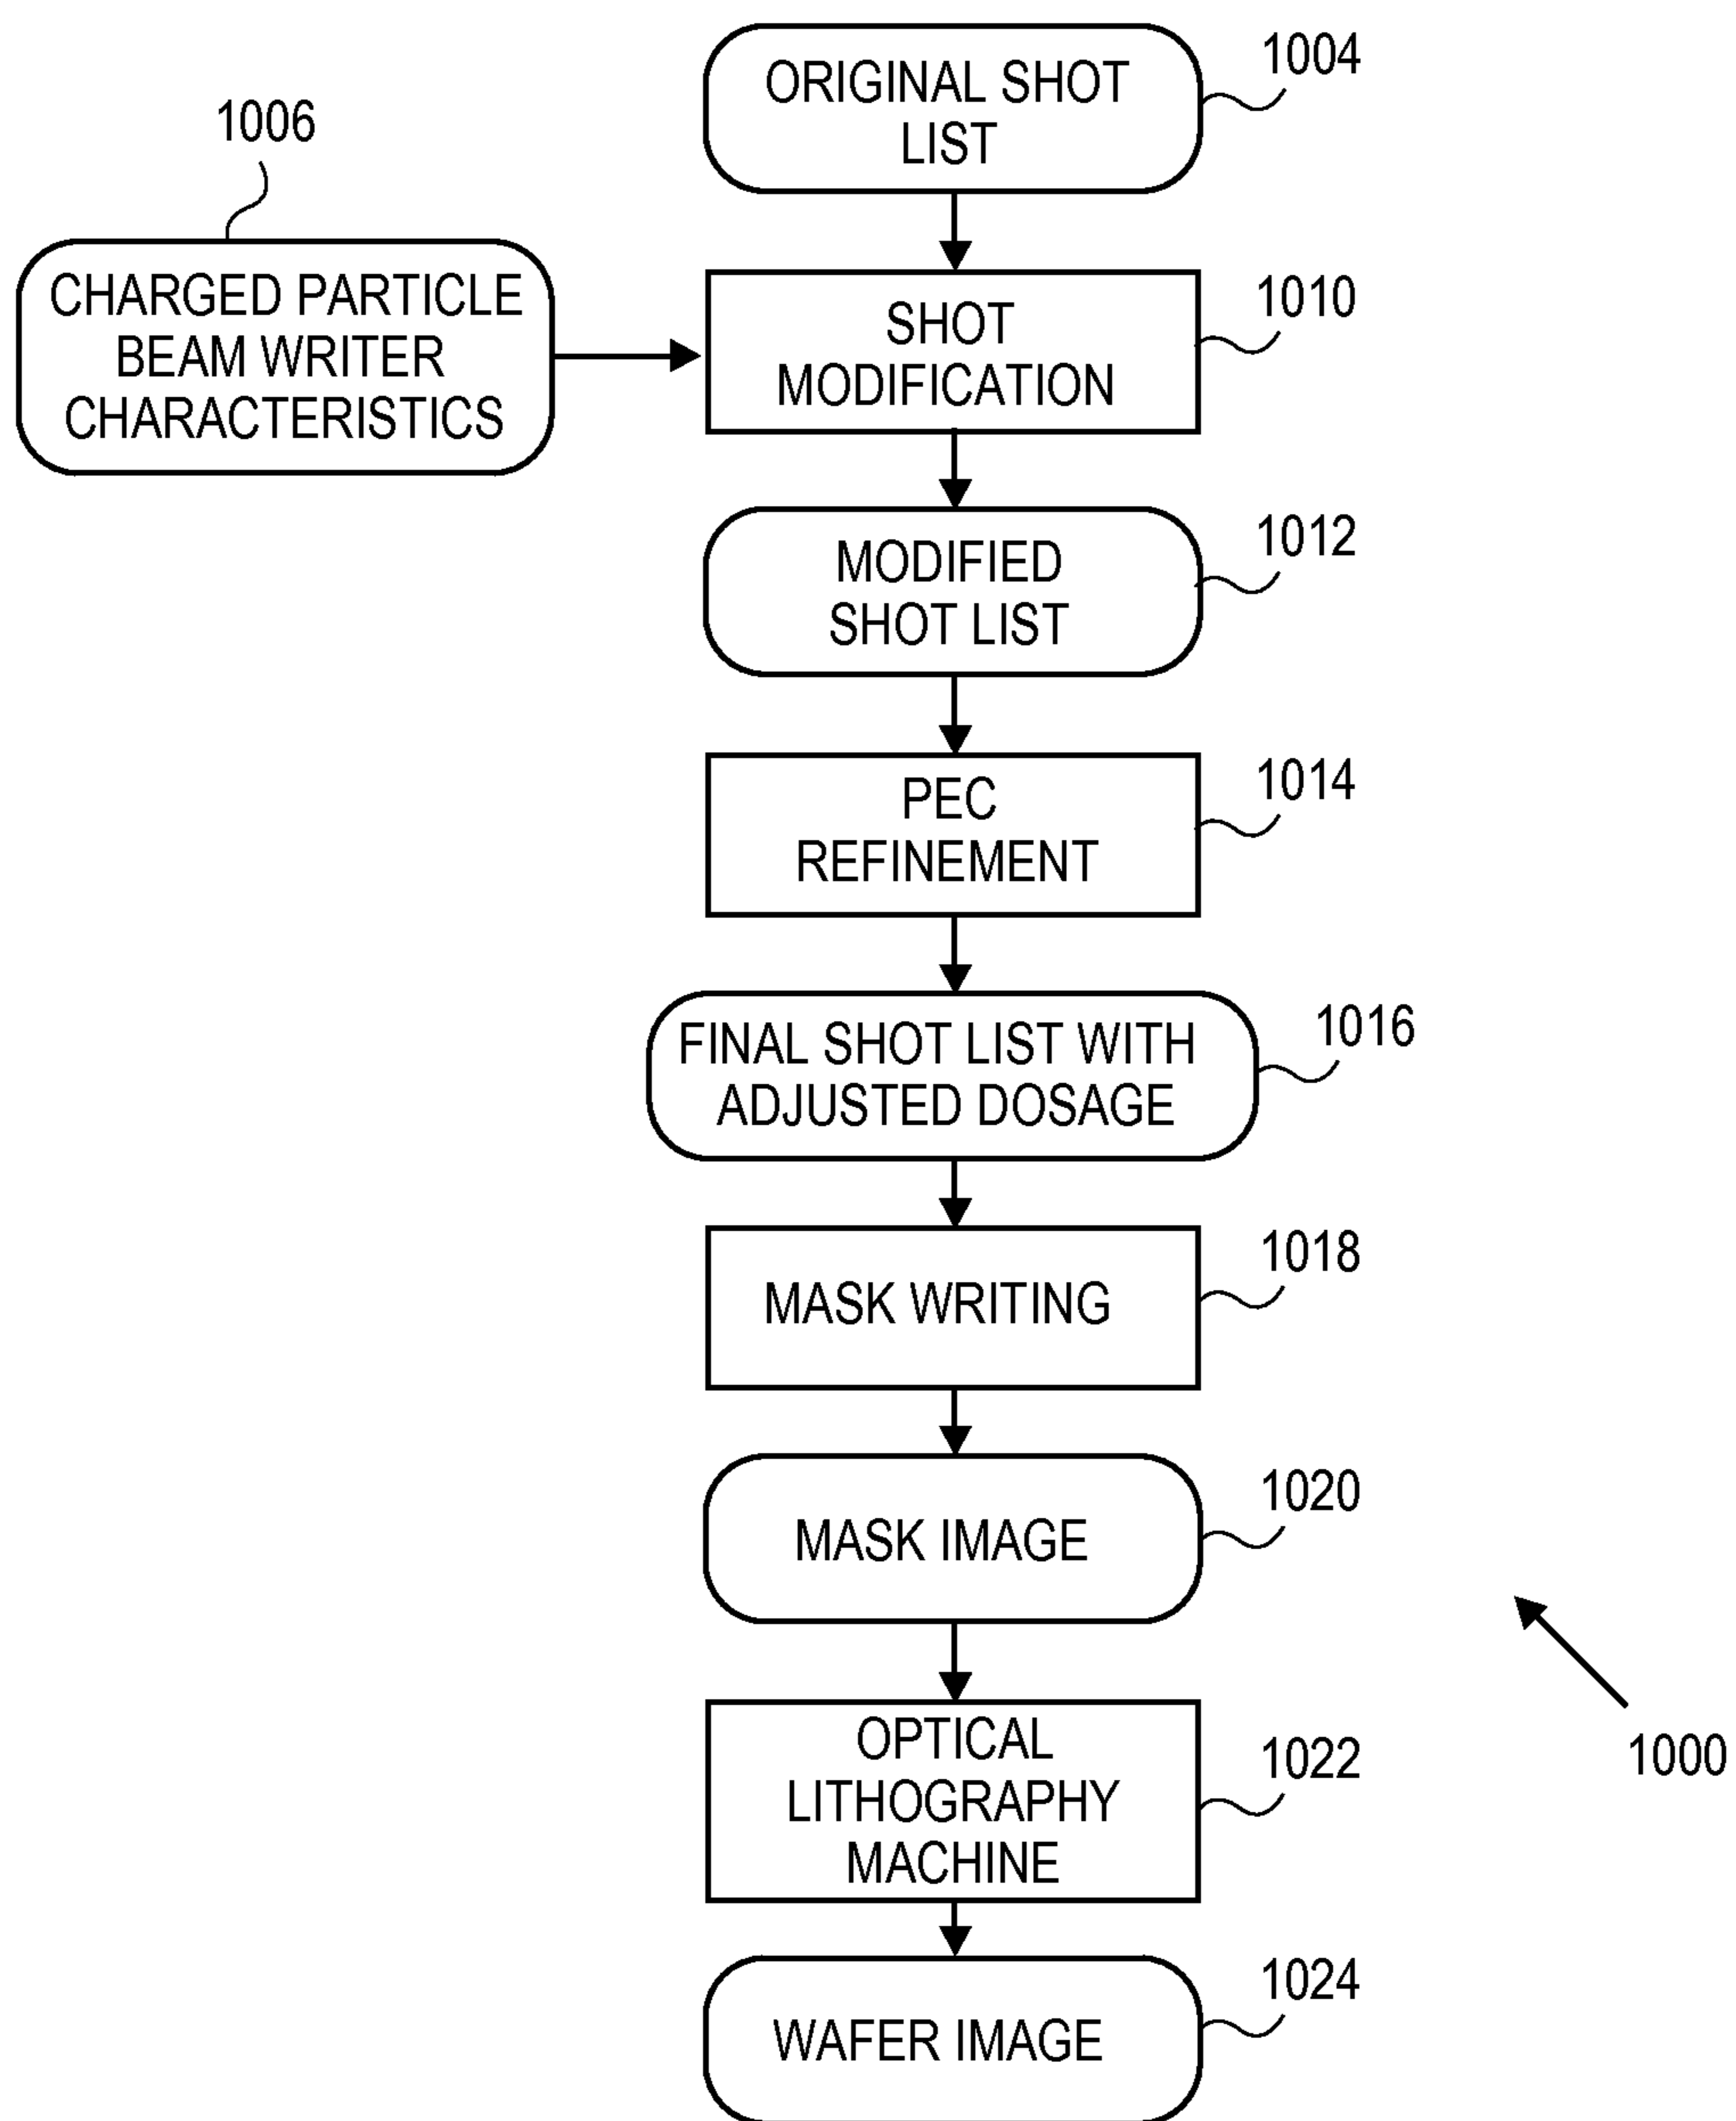 ORIGINAL SHOT
LIST
1004
1006
CHARGED PARTICLE
BEAM WRITER
CHARACTERISTICS
SHOT
MODIFICATION
1010
MODIFIED
SHOT LIST
1012
PEC
REFINEMENT
1014
FINAL SHOT LIST WITH
ADJUSTED DOSAGE
1016
MASK WRITING
1018
MASK IMAGE
1020
OPTICAL
LITHOGRAPHY
MACHINE
1022
1000
WAFER IMAGE
1024